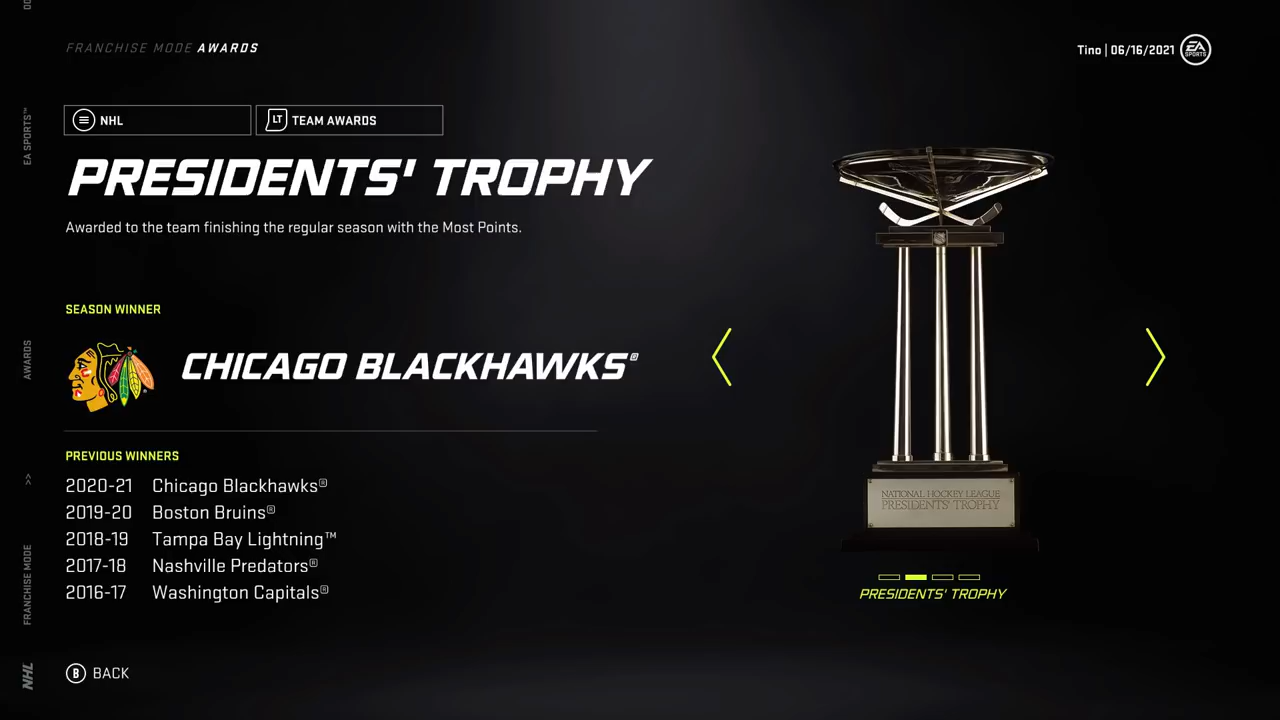 FRANCHISE MODE AWARDS
Tino | 06/16/2021
EA SPORTS
NHL
LT TEAM AWARDS
PRESIDENTS' TROPHY
Awarded to the team finishing the regular season with the Most Points.
SEASON WINNER
CHICAGO BLACKHAWKS®
PREVIOUS WINNERS
2020-21 Chicago Blackhawks®
2019-20 Boston Bruins®
2018-19 Tampa Bay Lightning™
2017-18 Nashville Predators®
2016-17 Washington Capitals®
B BACK
NATIONAL HOCKEY LEAGUE
PRESIDENTS' TROPHY
PRESIDENTS' TROPHY
NHL
FRANCHISE MODE
>>
AWARDS
EA SPORTS™